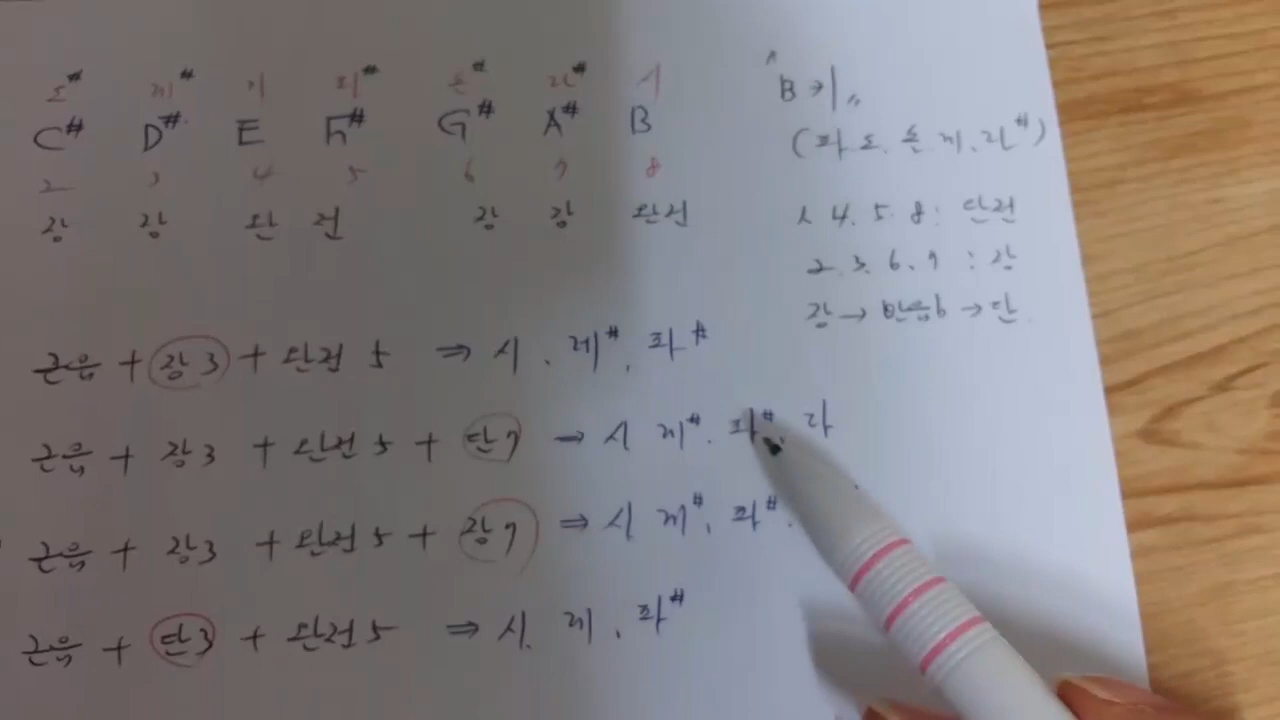 도# 레# 미 파# 솔# 라# 시
C# D# E F# G# A# B
2 3 4 5 6 7 8
장 장 완 전 장 장 완전
B key
(파. 도. 솔. 레. 라#)
1. 4. 5. 8 : 완전
2. 3. 6. 7 : 장
장 → 반음b → 단
근음 + 장3 + 완전5 ⇒ 시. 레#. 파#
근음 + 장3 + 완전5 + 단7 → 시 레#. 파#. 라
근음 + 장3 + 완전5 + 장7 ⇒ 시 레#. 파#.
근음 + 단3 + 완전5 ⇒ 시. 레. 파#